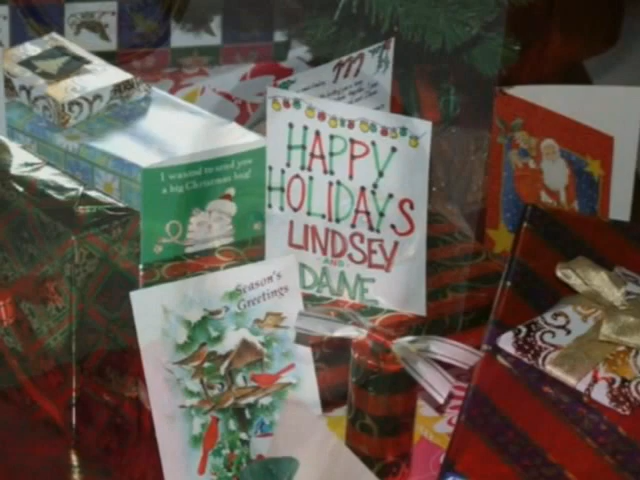 I wanted to send you
a big Christmas hug!
HAPPY
HOLIDAYS
LINDSEY
AND
DANE
Season's
Greetings